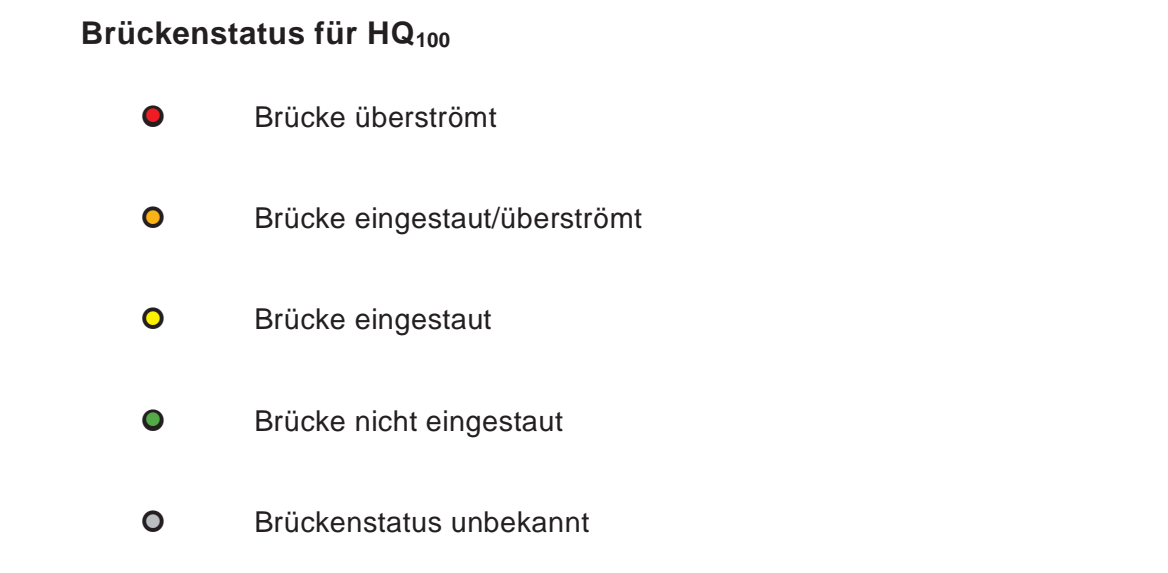 Brückenstatus für HQ100
Brücke überströmt
Brücke eingestaut/überströmt
Brücke eingestaut
Brücke nicht eingestaut
Brückenstatus unbekannt